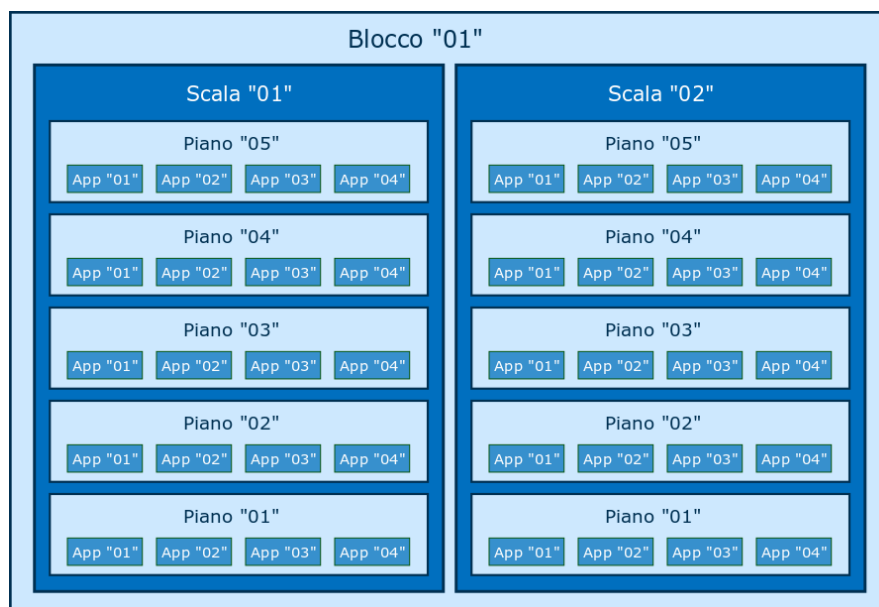 Blocco "01"
Scala "01"
Piano "05"
App "01" App "02" App "03" App "04"
Piano "04"
App "01" App "02" App "03" App "04"
Piano "03"
App "01" App "02" App "03" App "04"
Piano "02"
App "01" App "02" App "03" App "04"
Piano "01"
App "01" App "02" App "03" App "04"
Scala "02"
Piano "05"
App "01" App "02" App "03" App "04"
Piano "04"
App "01" App "02" App "03" App "04"
Piano "03"
App "01" App "02" App "03" App "04"
Piano "02"
App "01" App "02" App "03" App "04"
Piano "01"
App "01" App "02" App "03" App "04"